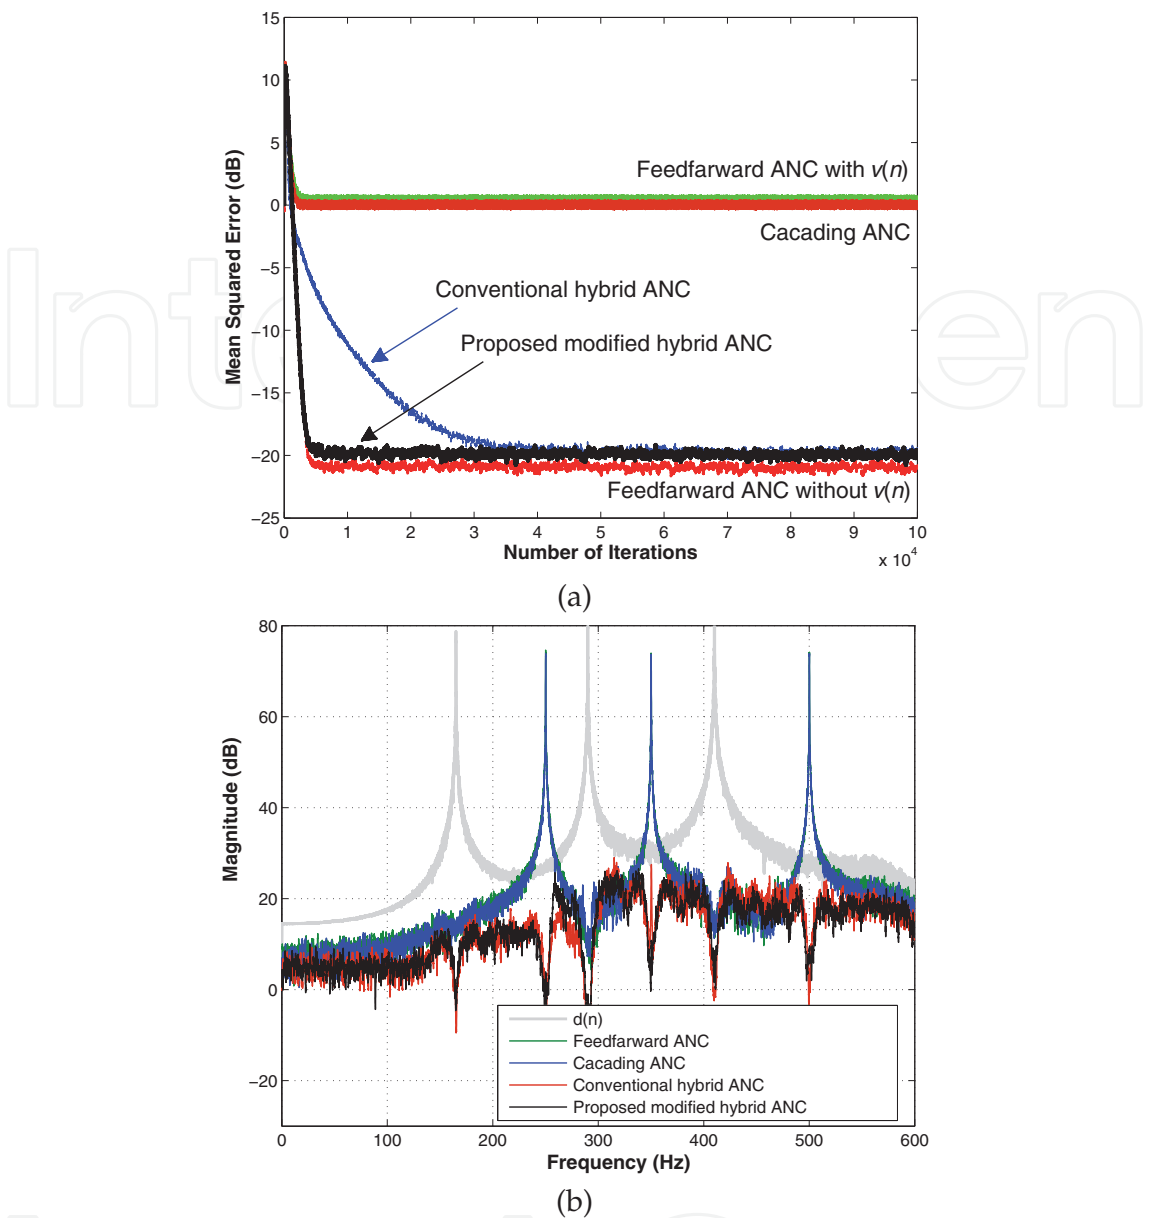 15
10
5
0
−5
−10
−15
−20
−25
Mean Squared Error (dB)
Feedfarward ANC with v(n)
Cacading ANC
Conventional hybrid ANC
Proposed modified hybrid ANC
Feedfarward ANC without v(n)
0 1 2 3 4 5 6 7 8 9 10
Number of Iterations
x 10^4
(a)
80
60
40
20
0
−20
Magnitude (dB)
d(n)
Feedfarward ANC
Cacading ANC
Conventional hybrid ANC
Proposed modified hybrid ANC
0 100 200 300 400 500 600
Frequency (Hz)
(b)